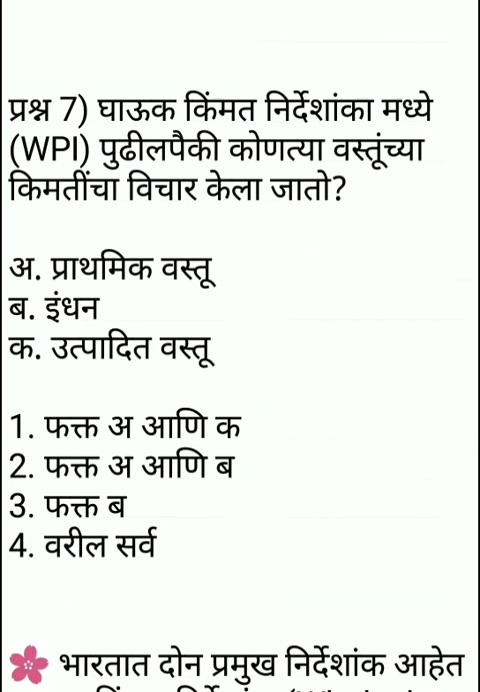 प्रश्न 7) घाऊक किंमत निर्देशांका मध्ये
(WPI) पुढीलपैकी कोणत्या वस्तूंच्या
किमतींचा विचार केला जातो?
अ. प्राथमिक वस्तू
ब. इंधन
क. उत्पादित वस्तू
1. फक्त अ आणि क
2. फक्त अ आणि ब
3. फक्त ब
4. वरील सर्व
🌸 भारतात दोन प्रमुख निर्देशांक आहेत